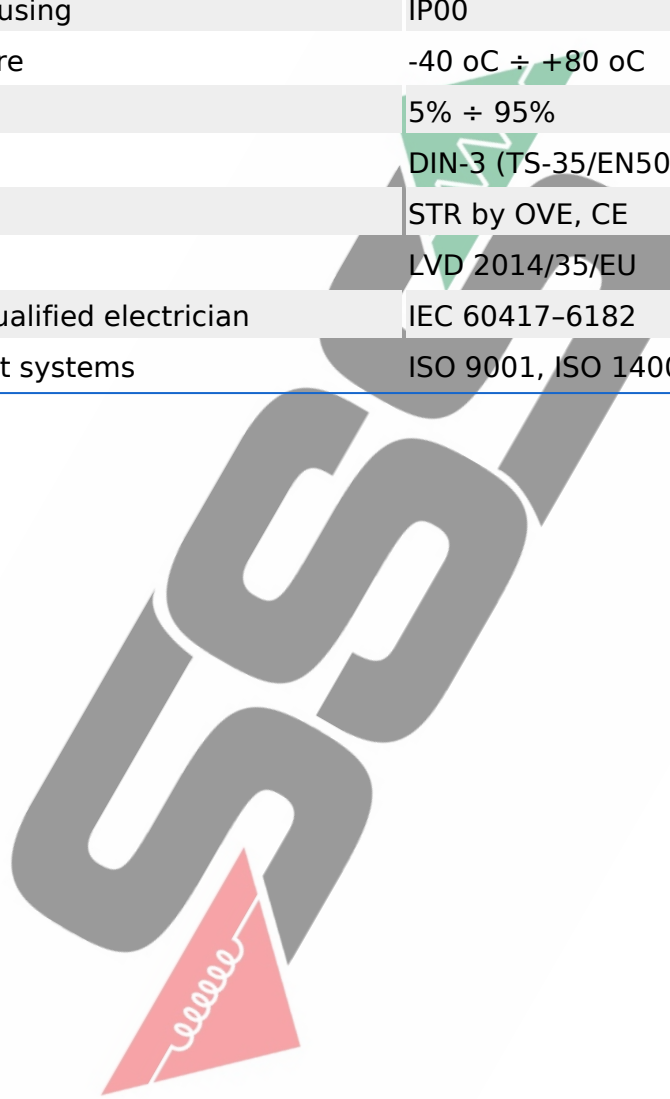 using IP00
re -40 oC ÷ +80 oC
5% ÷ 95%
DIN-3 (TS-35/EN50
STR by OVE, CE
LVD 2014/35/EU
ualified electrician IEC 60417–6182
t systems ISO 9001, ISO 1400